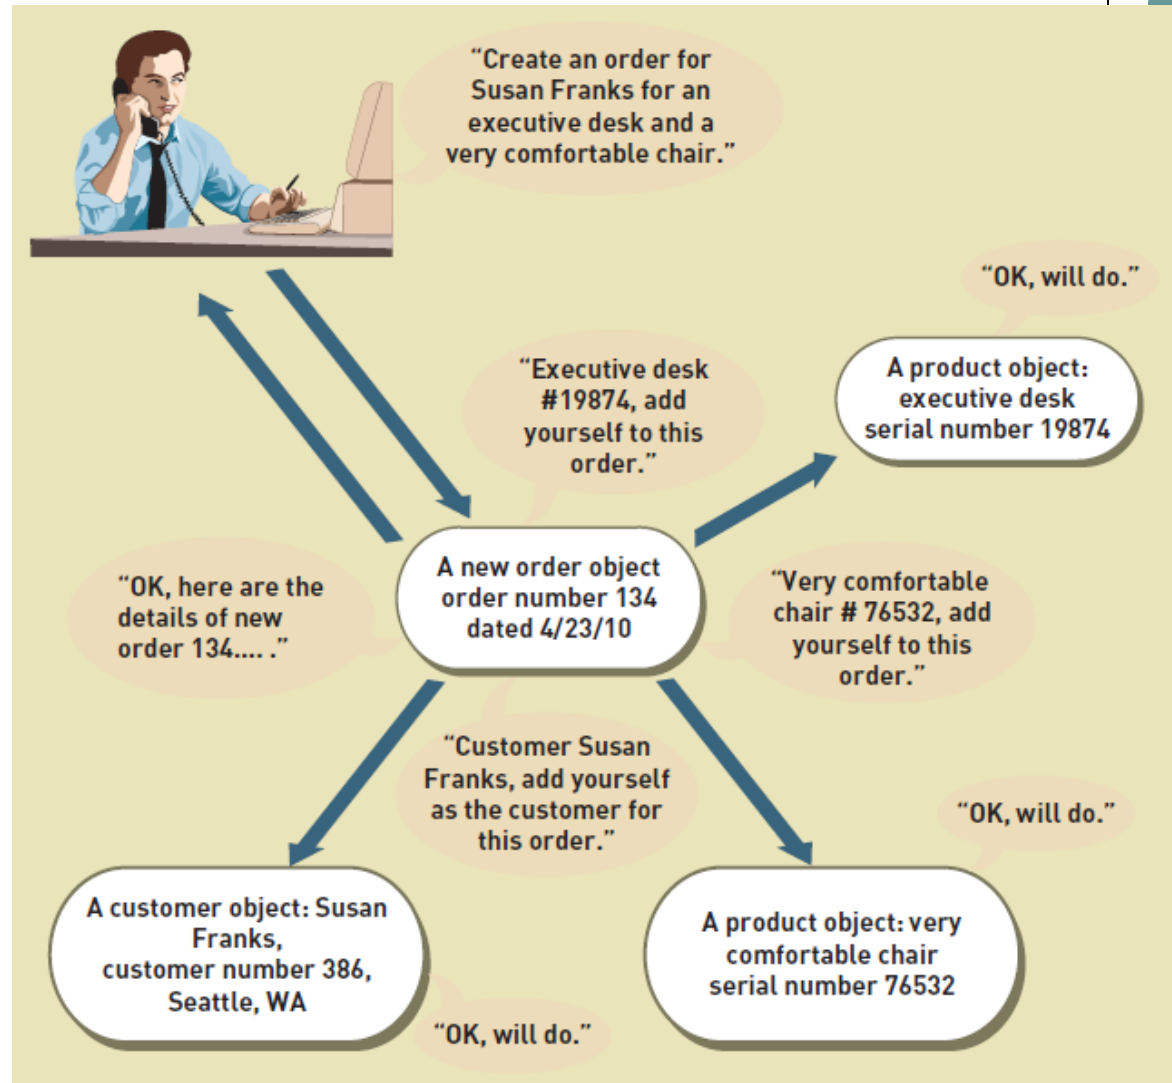 “Create an order for
Susan Franks for an
executive desk and a
very comfortable chair.”
“OK, will do.”
“Executive desk
#19874, add
yourself to this
order.”
A product object:
executive desk
serial number 19874
“OK, here are the
details of new
order 134.... .”
A new order object
order number 134
dated 4/23/10
“Very comfortable
chair # 76532, add
yourself to this
order.”
“Customer Susan
Franks, add yourself
as the customer for
this order.”
“OK, will do.”
A customer object: Susan
Franks,
customer number 386,
Seattle, WA
A product object: very
comfortable chair
serial number 76532
“OK, will do.”